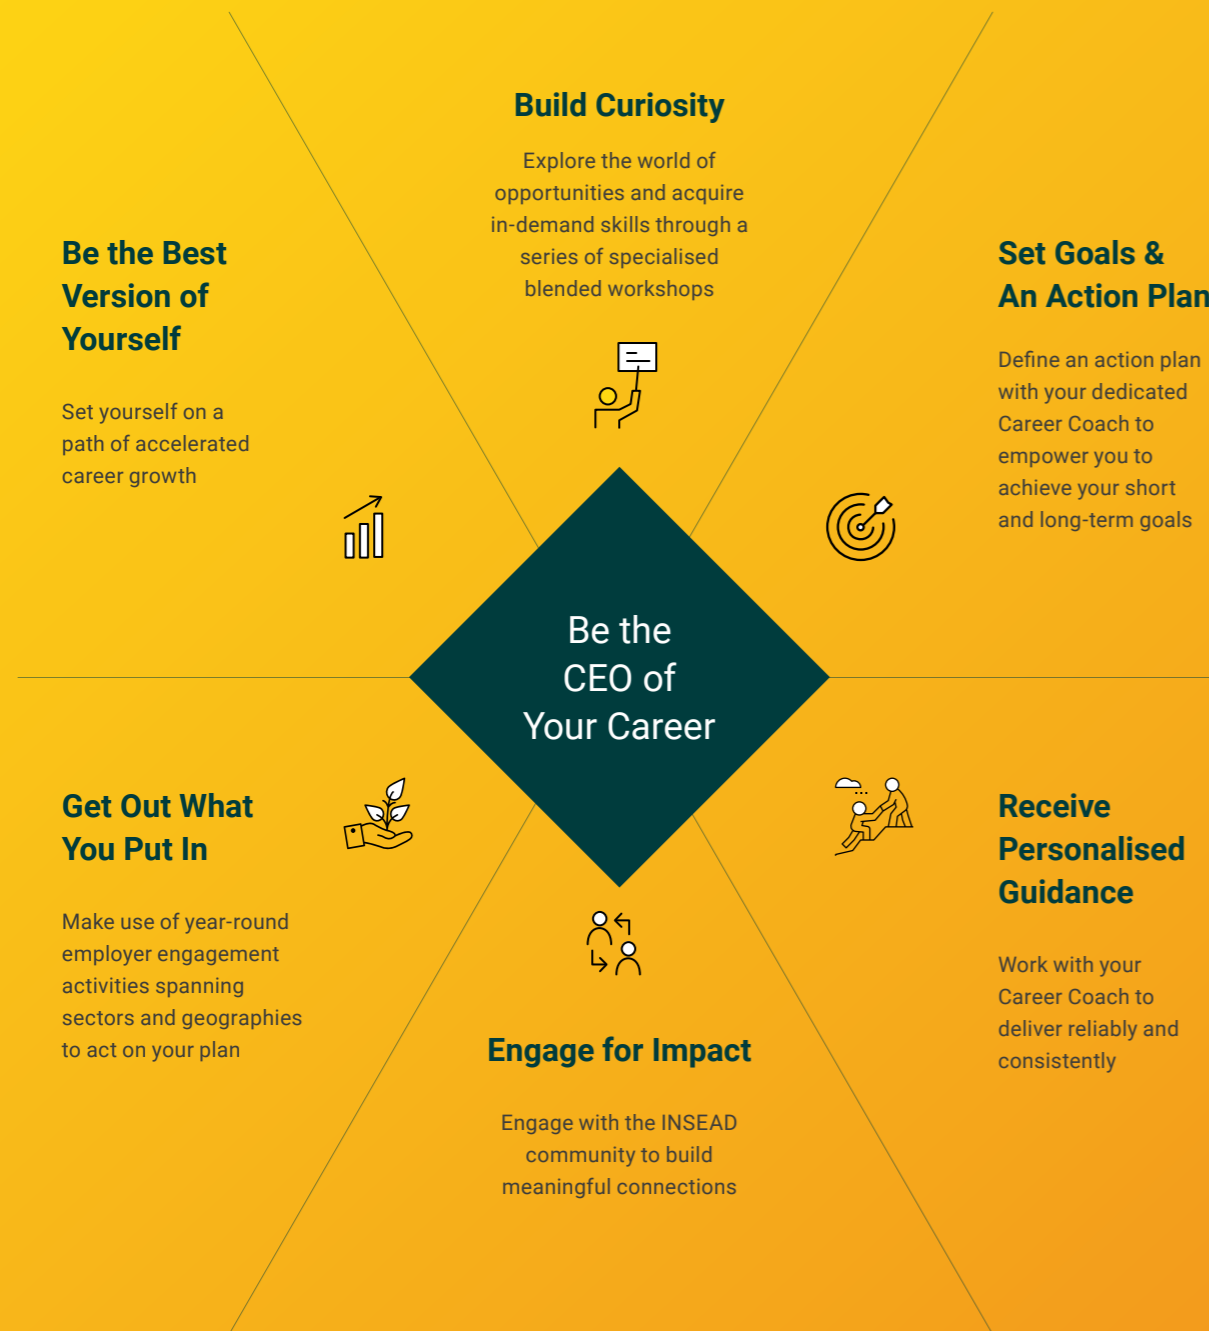 Build Curiosity
Explore the world of
opportunities and acquire
in-demand skills through a
series of specialised
blended workshops
Set Goals &
An Action Plan
Define an action plan
with your dedicated
Career Coach to
empower you to
achieve your short
and long-term goals
Receive
Personalised
Guidance
Work with your
Career Coach to
deliver reliably and
consistently
Engage for Impact
Engage with the INSEAD
community to build
meaningful connections
Get Out What
You Put In
Make use of year-round
employer engagement
activities spanning
sectors and geographies
to act on your plan
Be the Best
Version of
Yourself
Set yourself on a
path of accelerated
career growth
Be the
CEO of
Your Career